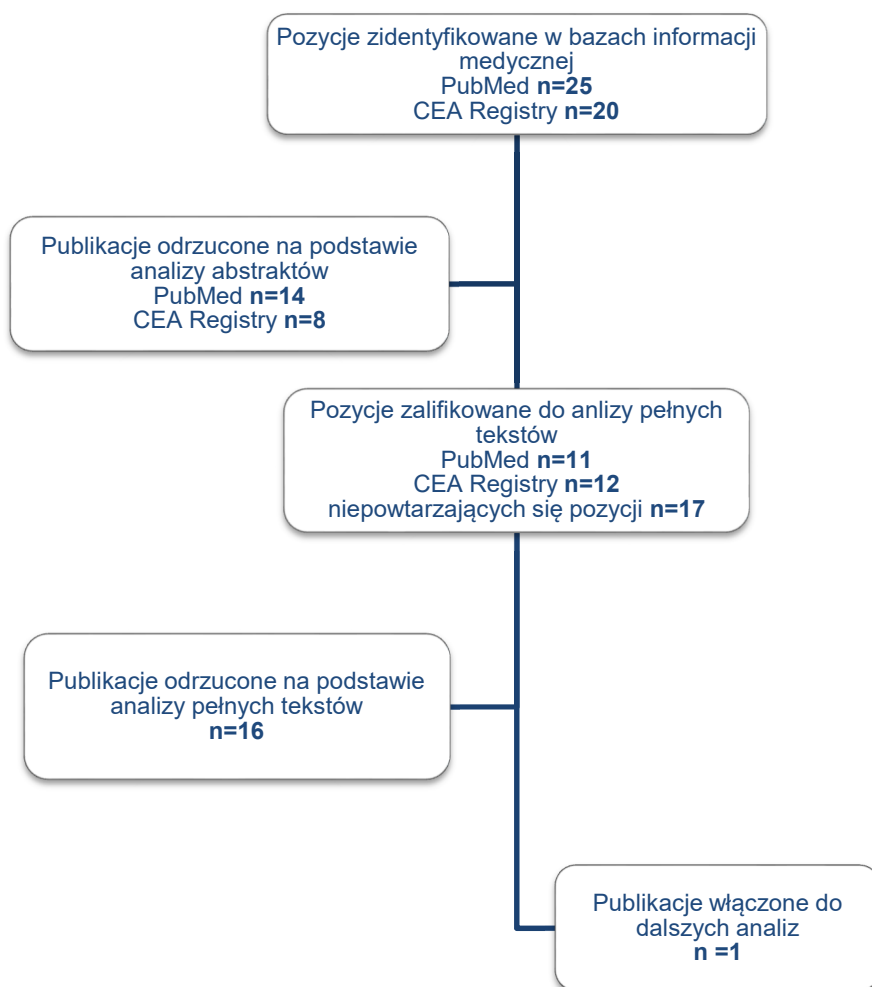 Pozycje zidentyfikowane w bazach informacji
medycznej
PubMed n=25
CEA Registry n=20
Publikacje odrzucone na podstawie
analizy abstraktów
PubMed n=14
CEA Registry n=8
Pozycje zalifikowane do anlizy pełnych
tekstów
PubMed n=11
CEA Registry n=12
niepowtarzających się pozycji n=17
Publikacje odrzucone na podstawie
analizy pełnych tekstów
n=16
Publikacje włączone do
dalszych analiz
n =1